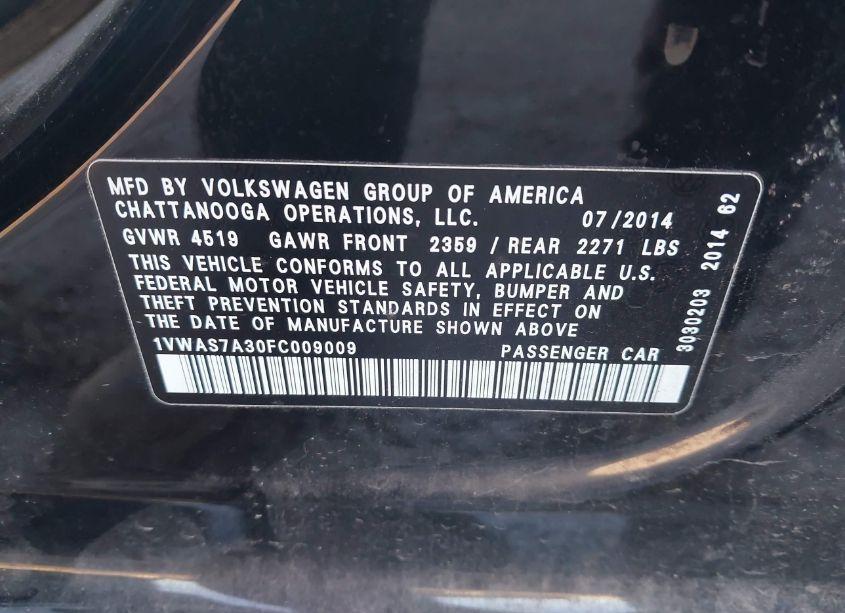 MFD BY VOLKSWAGEN GROUP OF AMERICA
CHATTANOOGA OPERATIONS, LLC. 07/2014
GVWR 4519 GAWR FRONT 2359 / REAR 2271 LBS
THIS VEHICLE CONFORMS TO ALL APPLICABLE U.S.
FEDERAL MOTOR VEHICLE SAFETY, BUMPER AND
THEFT PREVENTION STANDARDS IN EFFECT ON
THE DATE OF MANUFACTURE SHOWN ABOVE
1VWAS7A30FC009009 PASSENGER CAR
3030203 2014 62